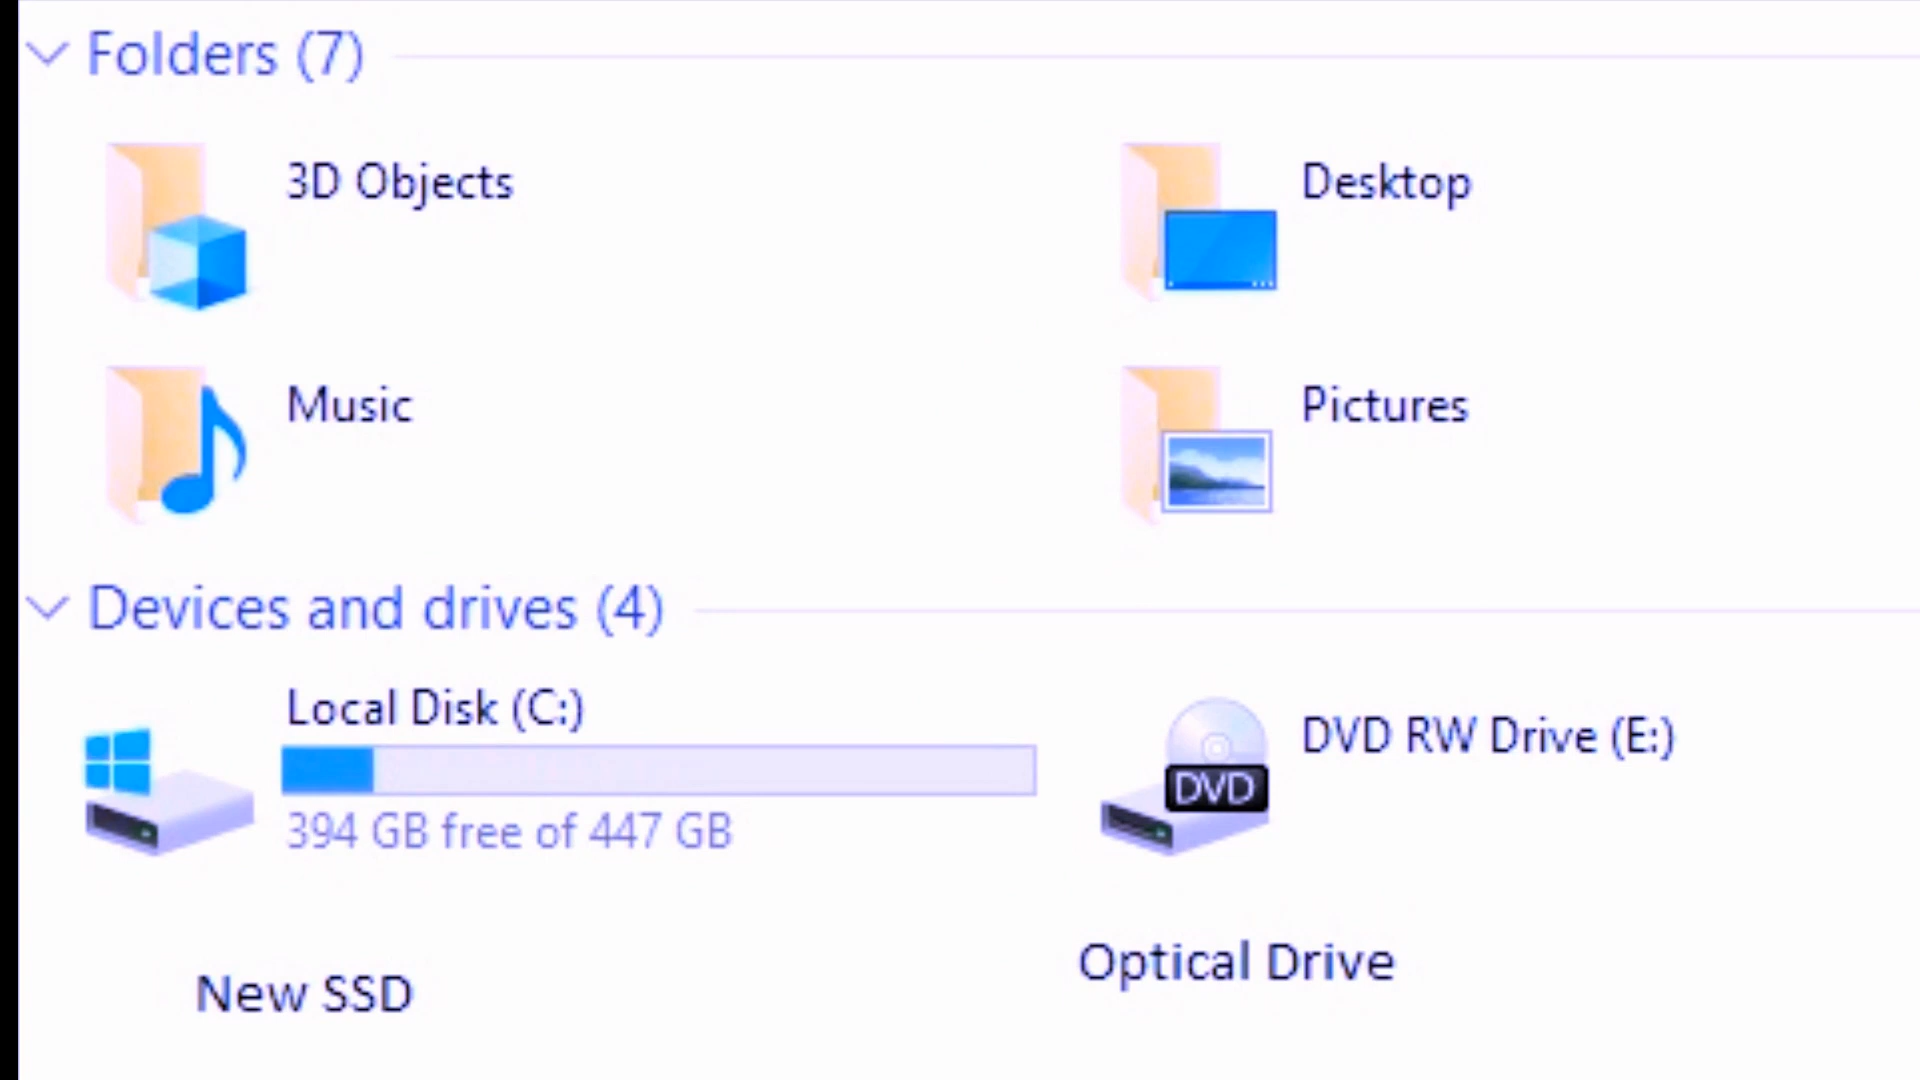 Folders (7)
3D Objects
Desktop
Music
Pictures
Devices and drives (4)
Local Disk (C:)
394 GB free of 447 GB
DVD RW Drive (E:)
DVD
New SSD
Optical Drive